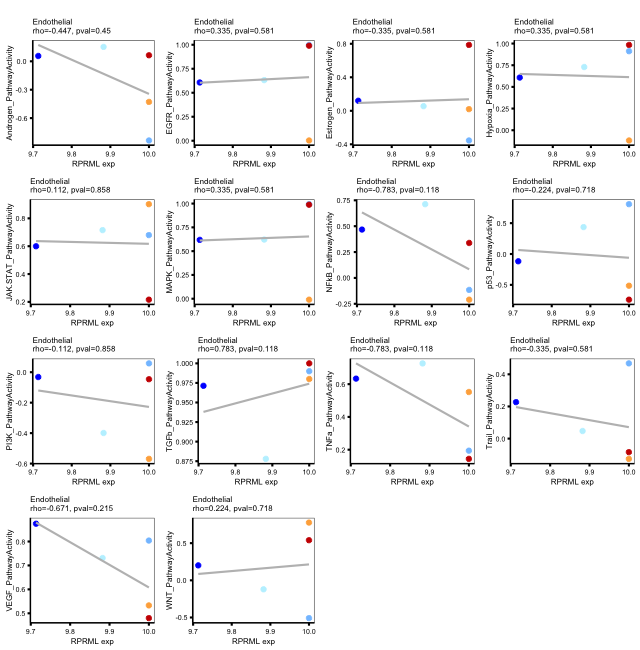 Endothelial
rho=-0.447, pval=0.45
Androgen_PathwayActivity
0.0
-0.3
-0.6
9.7
9.8
9.9
10.0
RPRML exp
Endothelial
rho=0.335, pval=0.581
EGFR_PathwayActivity
1.00
0.75
0.50
0.25
0.00
9.7
9.8
9.9
10.0
RPRML exp
Endothelial
rho=-0.335, pval=0.581
Estrogen_PathwayActivity
0.8
0.4
0.0
-0.4
9.7
9.8
9.9
10.0
RPRML exp
Endothelial
rho=0.335, pval=0.581
Hypoxia_PathwayActivity
1.00
0.75
0.50
0.25
0.00
9.7
9.8
9.9
10.0
RPRML exp
Endothelial
rho=0.112, pval=0.858
JAK-STAT_PathwayActivity
0.8
0.6
0.4
0.2
9.7
9.8
9.9
10.0
RPRML exp
Endothelial
rho=0.335, pval=0.581
MAPK_PathwayActivity
1.00
0.75
0.50
0.25
0.00
9.7
9.8
9.9
10.0
RPRML exp
Endothelial
rho=-0.783, pval=0.118
NFkB_PathwayActivity
0.75
0.50
0.25
0.00
-0.25
9.7
9.8
9.9
10.0
RPRML exp
Endothelial
rho=-0.224, pval=0.718
p53_PathwayActivity
0.5
0.0
-0.5
9.7
9.8
9.9
10.0
RPRML exp
Endothelial
rho=-0.112, pval=0.858
PI3K_PathwayActivity
0.0
-0.2
-0.4
-0.6
9.7
9.8
9.9
10.0
RPRML exp
Endothelial
rho=0.783, pval=0.118
TGFb_PathwayActivity
1.000
0.975
0.950
0.925
0.900
0.875
9.7
9.8
9.9
10.0
RPRML exp
Endothelial
rho=-0.783, pval=0.118
TNFa_PathwayActivity
0.6
0.4
0.2
9.7
9.8
9.9
10.0
RPRML exp
Endothelial
rho=-0.335, pval=0.581
Trail_PathwayActivity
0.4
0.2
0.0
9.7
9.8
9.9
10.0
RPRML exp
Endothelial
rho=-0.671, pval=0.215
VEGF_PathwayActivity
0.8
0.7
0.6
0.5
9.7
9.8
9.9
10.0
RPRML exp
Endothelial
rho=0.224, pval=0.718
WNT_PathwayActivity
0.5
0.0
-0.5
9.7
9.8
9.9
10.0
RPRML exp